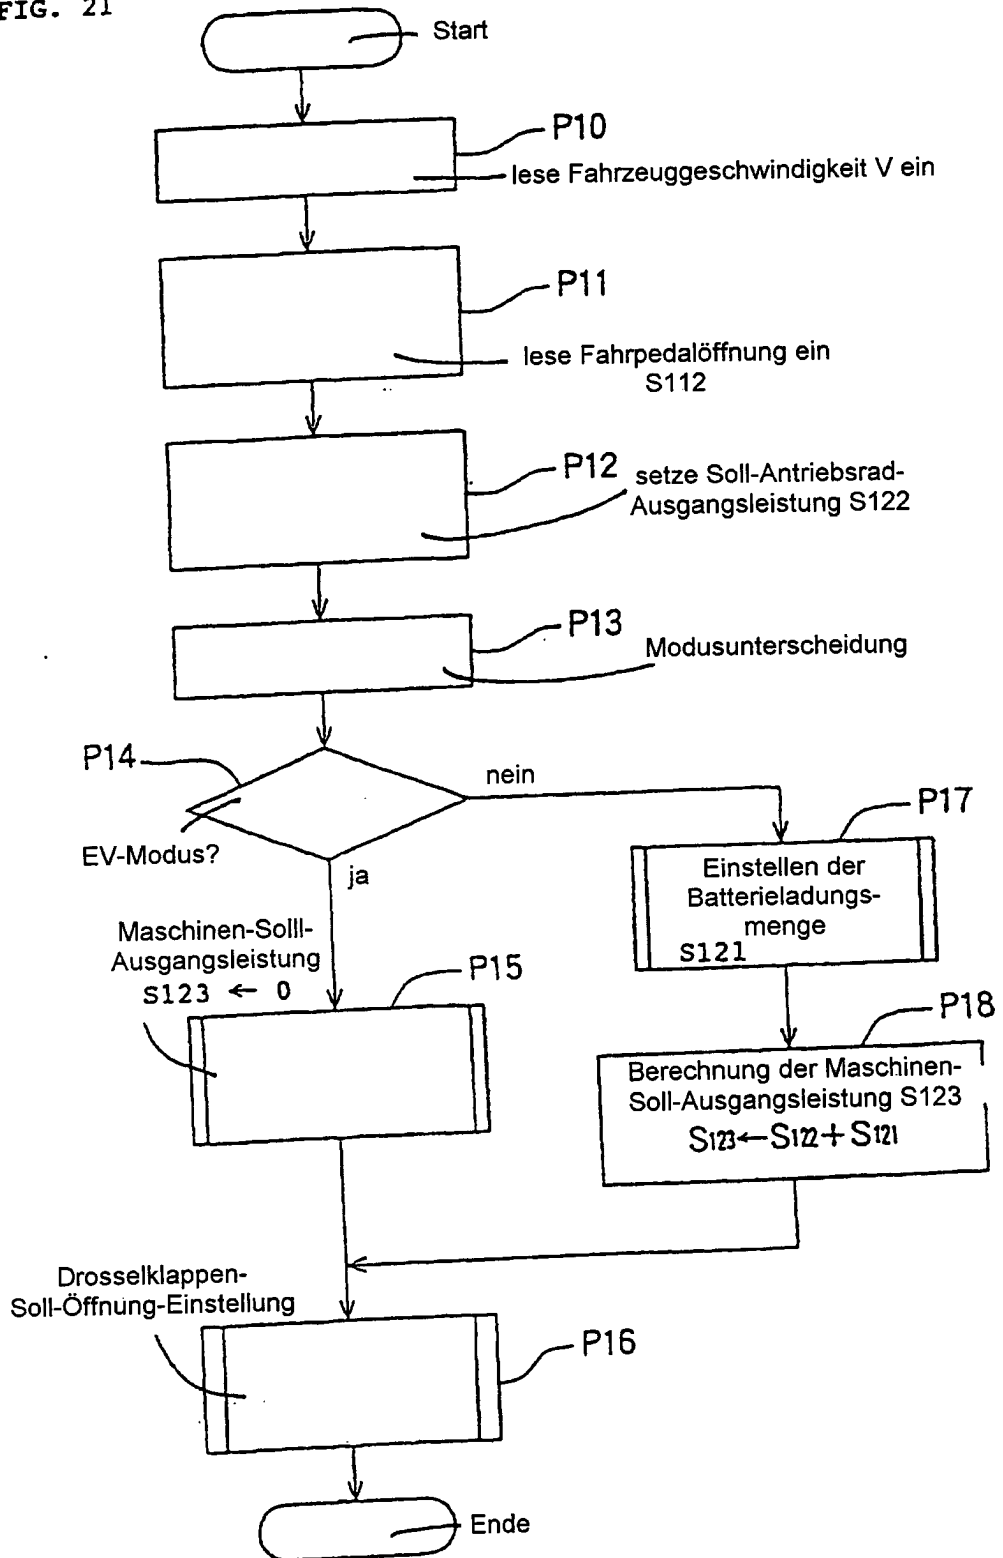 FIG. 21
Start
P10
lese Fahrzeuggeschwindigkeit V ein
P11
lese Fahrpedalöffnung ein
S112
P12
setze Soll-Antriebsrad-
Ausgangsleistung S122
P13
Modusunterscheidung
P14
nein
EV-Modus?
ja
P17
Einstellen der
Batterieladungs-
menge
S121
Maschinen-Solll-
Ausgangsleistung
S123 ← 0
P15
P18
Berechnung der Maschinen-
Soll-Ausgangsleistung S123
S123←S122+S121
Drosselklappen-
Soll-Öffnung-Einstellung
P16
Ende